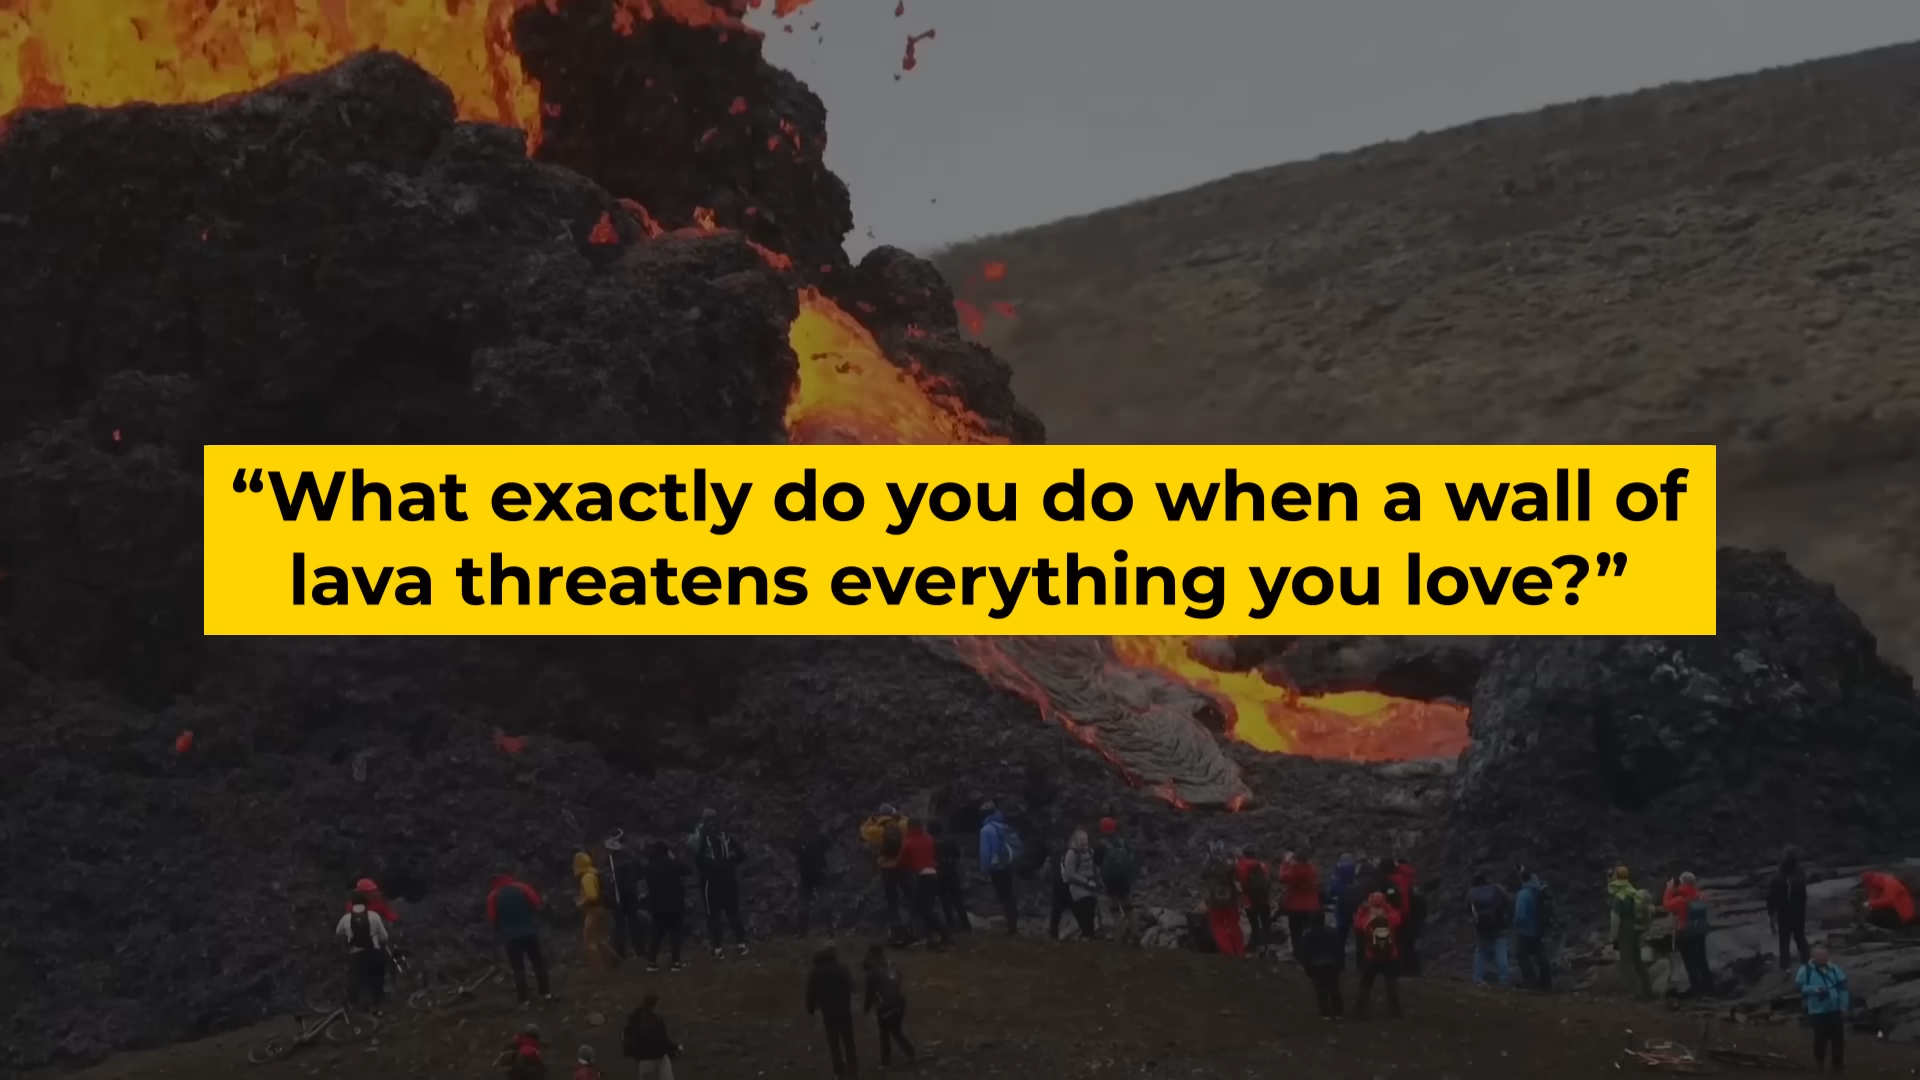 “What exactly do you do when a wall of
lava threatens everything you love?”